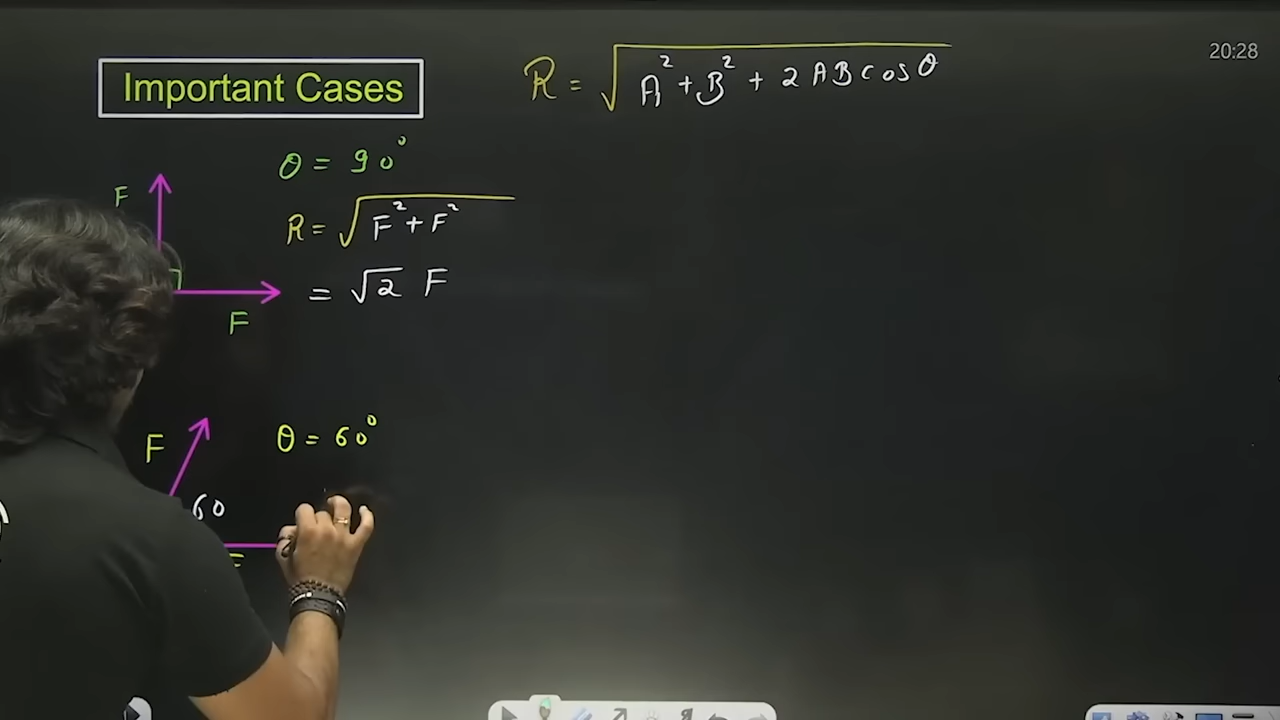 20:28
Important Cases
R = √(A² + B² + 2ABcosθ)
θ = 90°
F
R = √(F² + F²)
= √2 F
F
θ = 60°
F
60